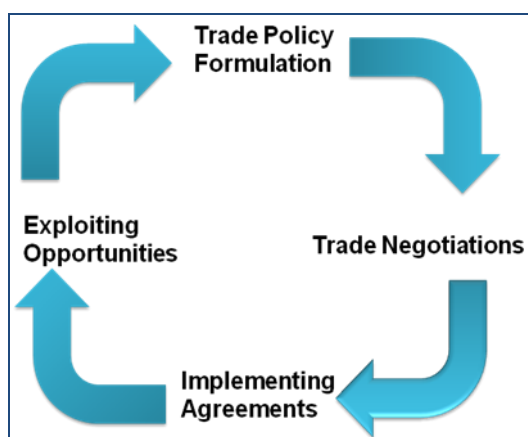 Trade Policy
Formulation
Trade Negotiations
Implementing
Agreements
Exploiting
Opportunities